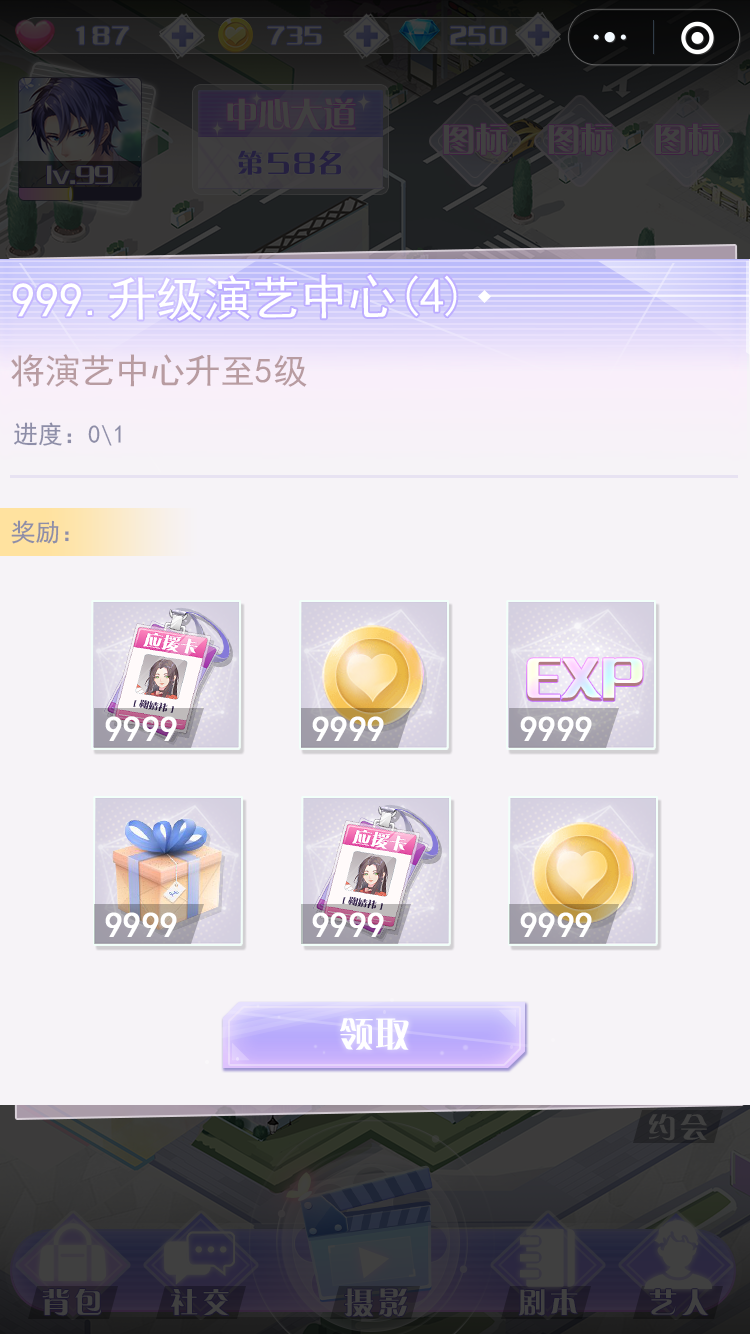 187
735
250
lv.99
中心大道
第58名
图标
图标
图标
999.升级演艺中心(4)
将演艺中心升至5级
进度：0\1
奖励：
应援卡
9999
9999
EXP
9999
9999
应援卡
9999
9999
领取
约会
背包
社交
摄影
剧本
艺人